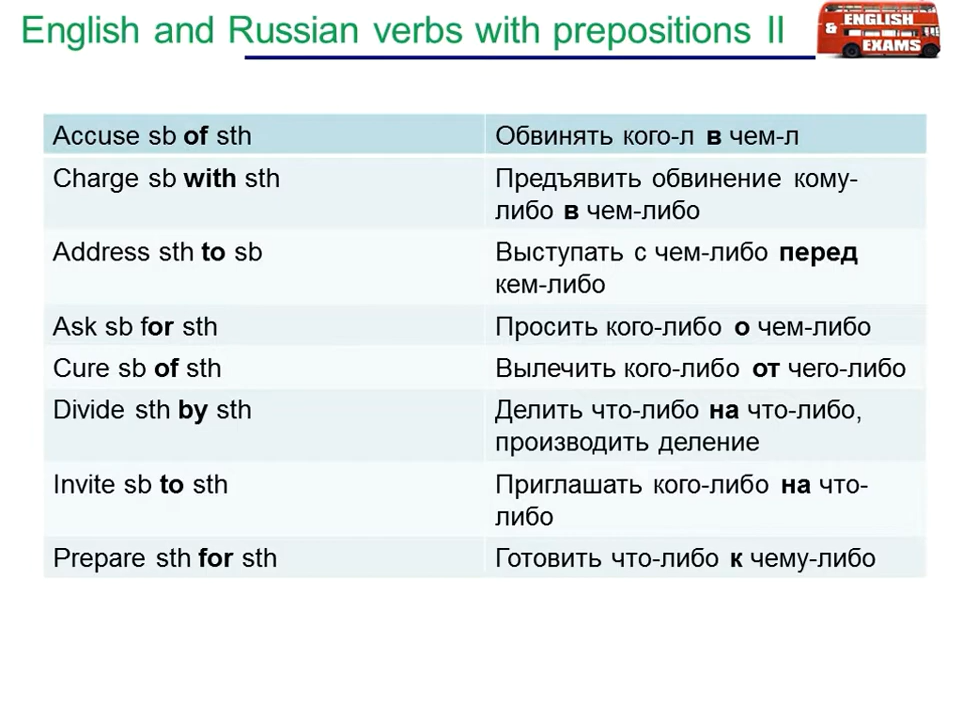 English and Russian verbs with prepositions II
ENGLISH
&
EXAMS
Accuse sb of sth
Обвинять кого-л в чем-л
Charge sb with sth
Предъявить обвинение кому-
либо в чем-либо
Address sth to sb
Выступать с чем-либо перед
кем-либо
Ask sb for sth
Просить кого-либо о чем-либо
Cure sb of sth
Вылечить кого-либо от чего-либо
Divide sth by sth
Делить что-либо на что-либо,
производить деление
Invite sb to sth
Приглашать кого-либо на что-
либо
Prepare sth for sth
Готовить что-либо к чему-либо